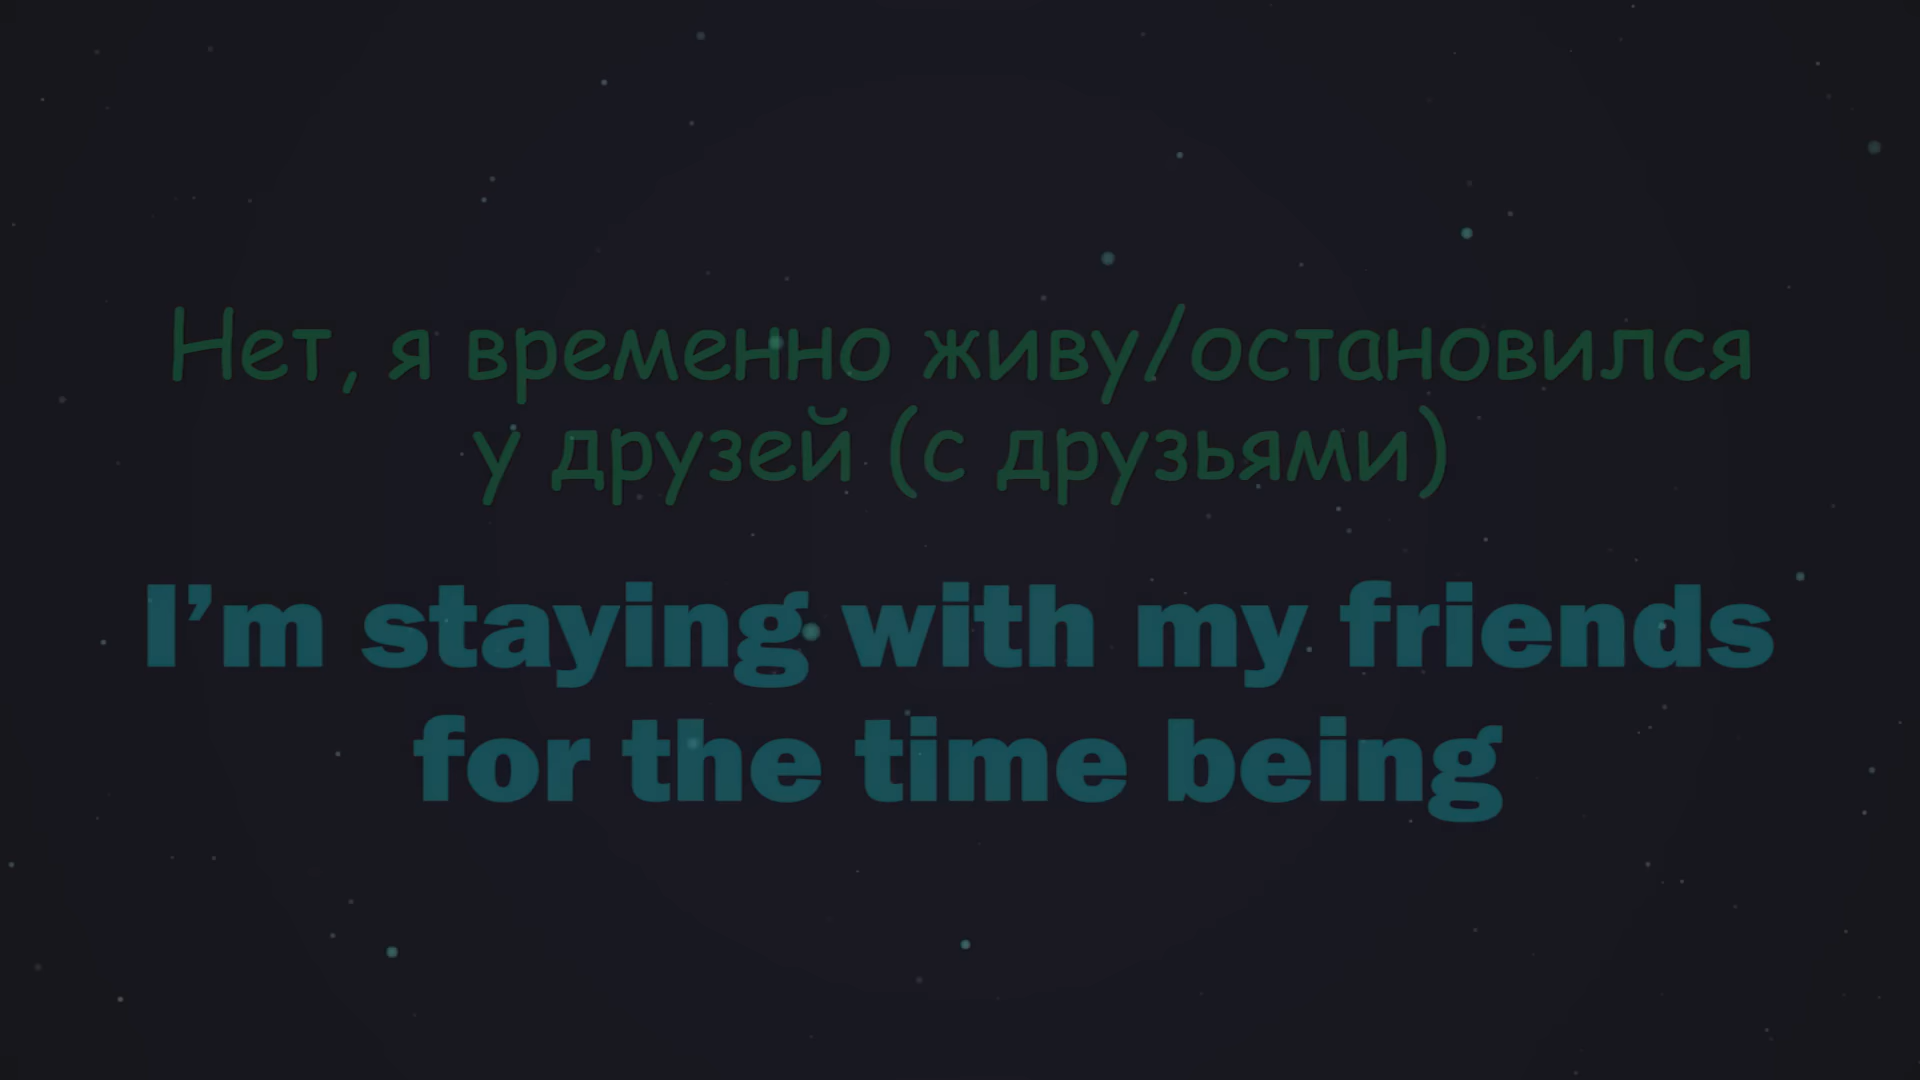 Нет, я временно живу/остановился
у друзей (с друзьями)
I’m staying with my friends
for the time being